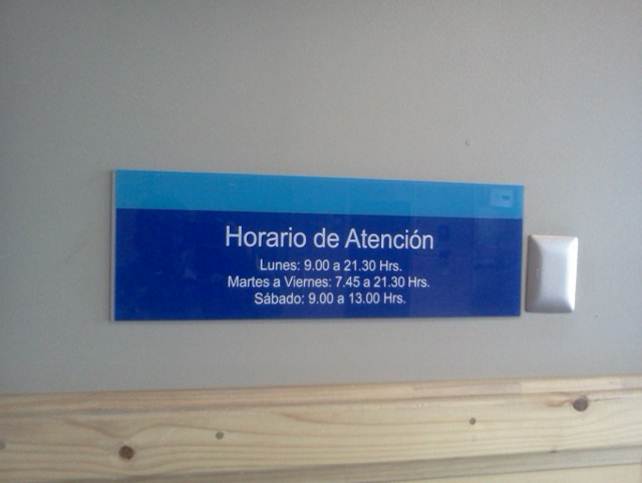 Horario de Atención
Lunes: 9.00 a 21.30 Hrs.
Martes a Viernes: 7.45 a 21.30 Hrs.
Sábado: 9.00 a 13.00 Hrs.